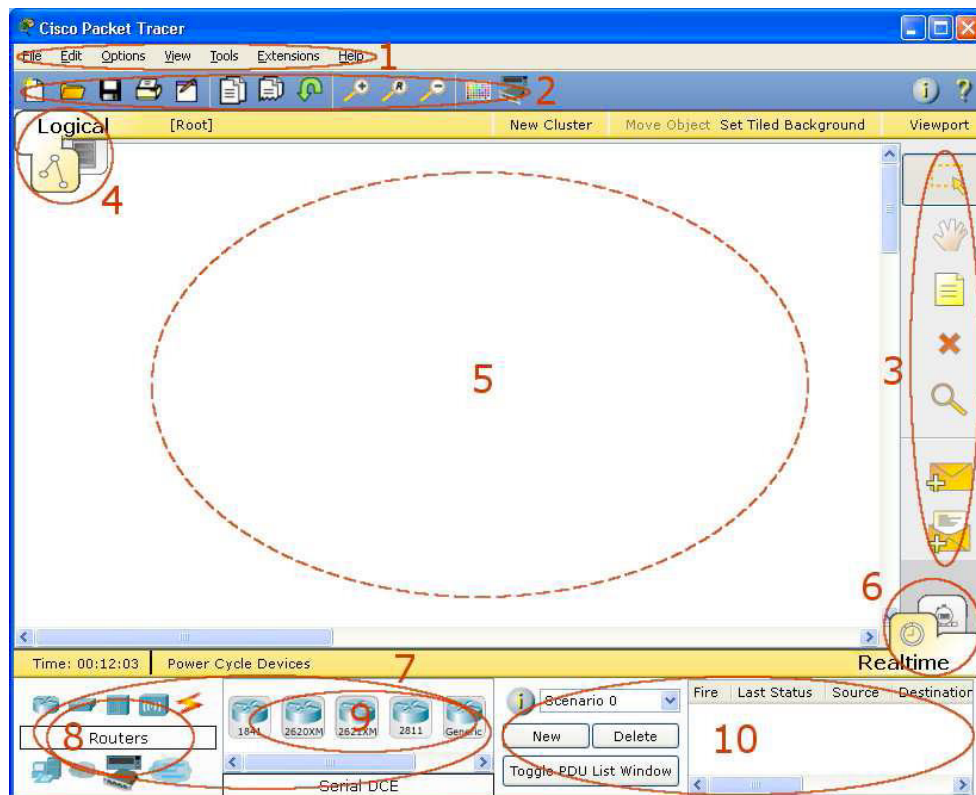 Cisco Packet Tracer
File Edit Options View Tools Extensions Help 1
2
Logical [Root] New Cluster Move Object Set Tiled Background Viewport
4
3
5
6
Time: 00:12:03 Power Cycle Devices 7 Realtime
Scenario 0 Fire Last Status Source Destination
1841 2620XM 2621XM 2811 Generic
8 Routers 9 New Delete 10
Toggle PDU List Window
Serial DCE